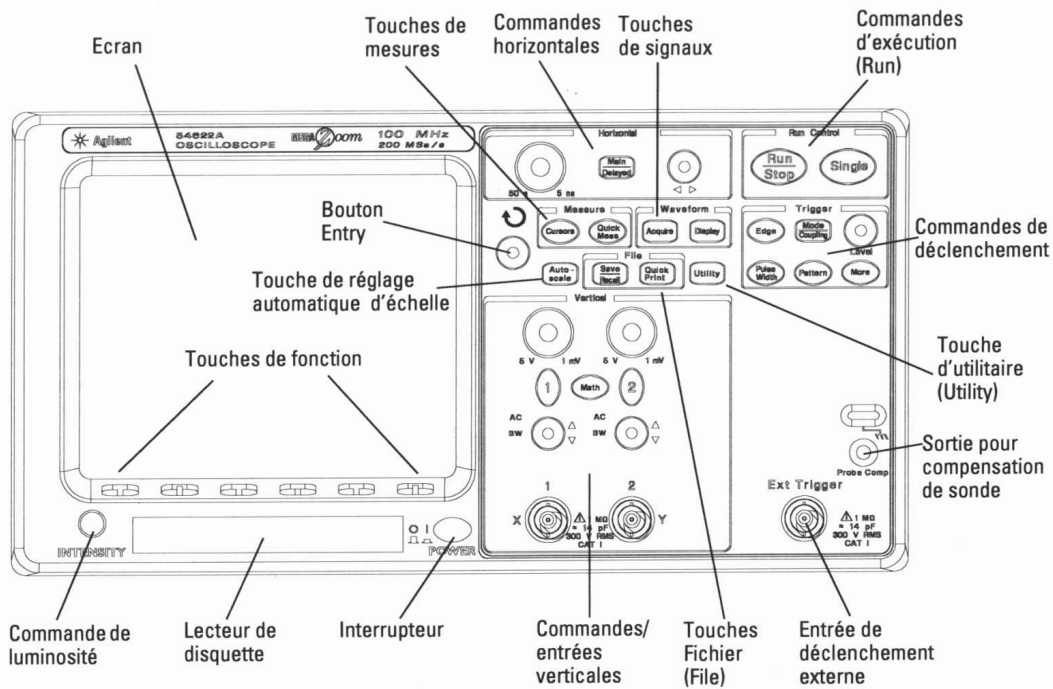 Ecran
Touches de
mesures
Commandes
horizontales
Touches
de signaux
Commandes
d'exécution
(Run)
Agilent
54622A
OSCILLOSCOPE
MEGA Zoom
100 MHz
200 MSa/s
Horizontal
Main
Delayed
50 s 5 ns
Run Control
Run
Stop
Single
Bouton
Entry
Measure
Cursors
Quick
Meas
Waveform
Acquire
Display
Trigger
Edge
Mode
Coupling
Level
Pulse
Width
Pattern
More
Commandes de
déclenchement
Touche de réglage
automatique d'échelle
Auto-
scale
File
Save
Recall
Quick
Print
Utility
Vertical
5 V 1 mV
5 V 1 mV
1
Math
2
AC
BW
AC
BW
Touches de fonction
Touche
d'utilitaire
(Utility)
Probe Comp
Sortie pour
compensation
de sonde
1
2
X
Y
1 MΩ
≈ 14 pF
300 V RMS
CAT I
Ext Trigger
1 MΩ
≈ 14 pF
300 V RMS
CAT I
INTENSITY
POWER
Commande de
luminosité
Lecteur de
disquette
Interrupteur
Commandes/
entrées
verticales
Touches
Fichier
(File)
Entrée de
déclenchement
externe